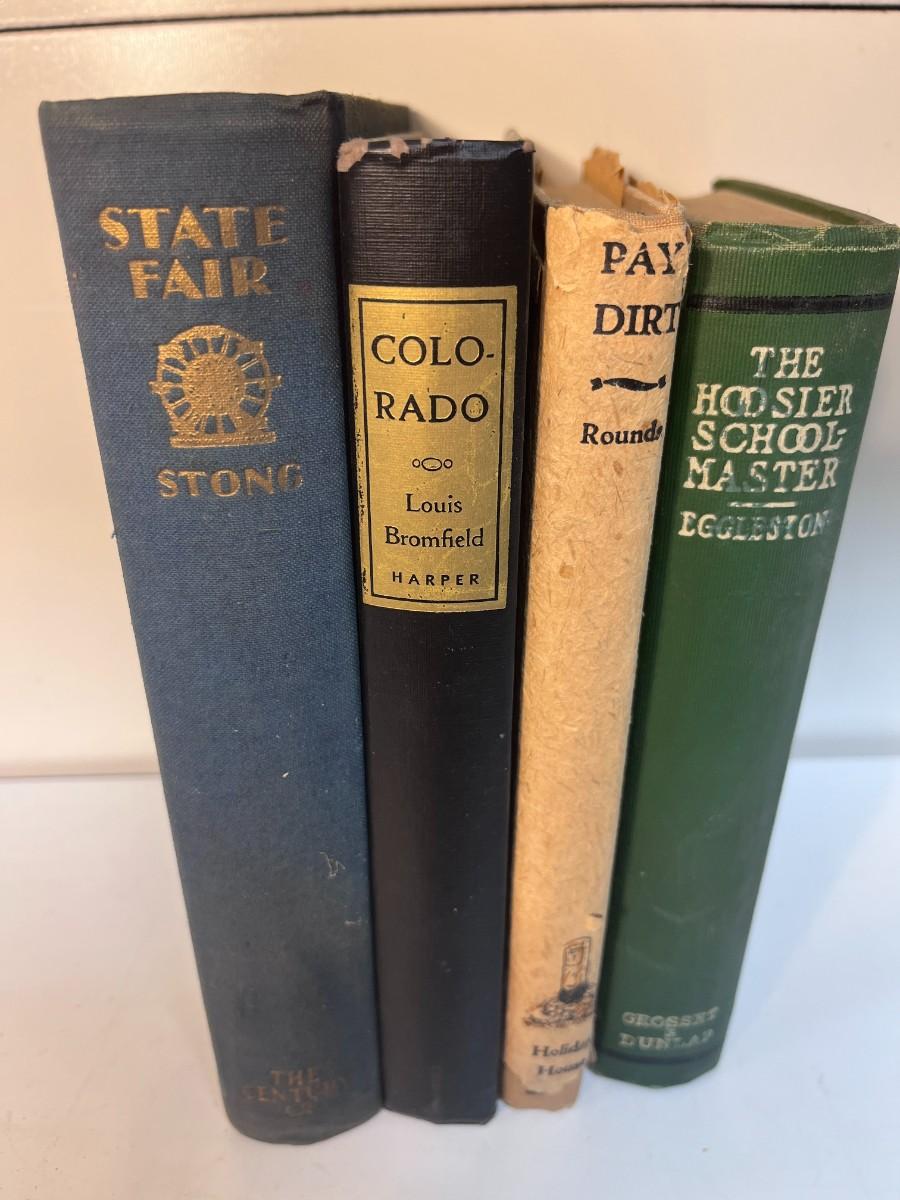 STATE
FAIR
STONG
THE
CENTURY
CO
COLO-
RADO
Louis
Bromfield
HARPER
PAY
DIRT
Rounds
Holiday
House
THE
HOOSIER
SCHOOL-
MASTER
EGGLESTON
GROSSET
&
DUNLAP